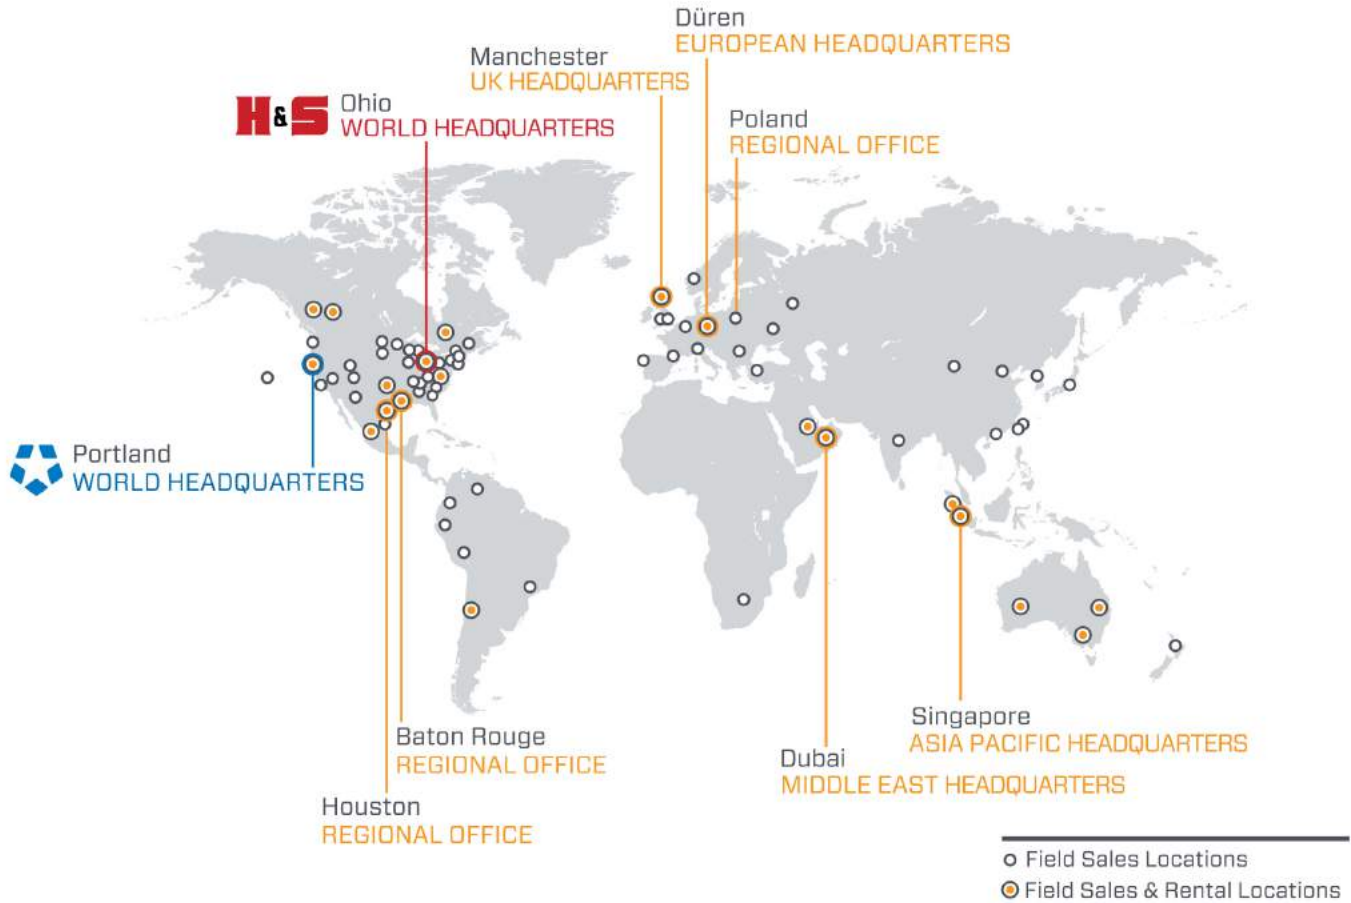 Düren
EUROPEAN HEADQUARTERS
Manchester
UK HEADQUARTERS
H&S
Ohio
WORLD HEADQUARTERS
Poland
REGIONAL OFFICE
Portland
WORLD HEADQUARTERS
Baton Rouge
REGIONAL OFFICE
Houston
REGIONAL OFFICE
Singapore
ASIA PACIFIC HEADQUARTERS
Dubai
MIDDLE EAST HEADQUARTERS
Field Sales Locations
Field Sales & Rental Locations